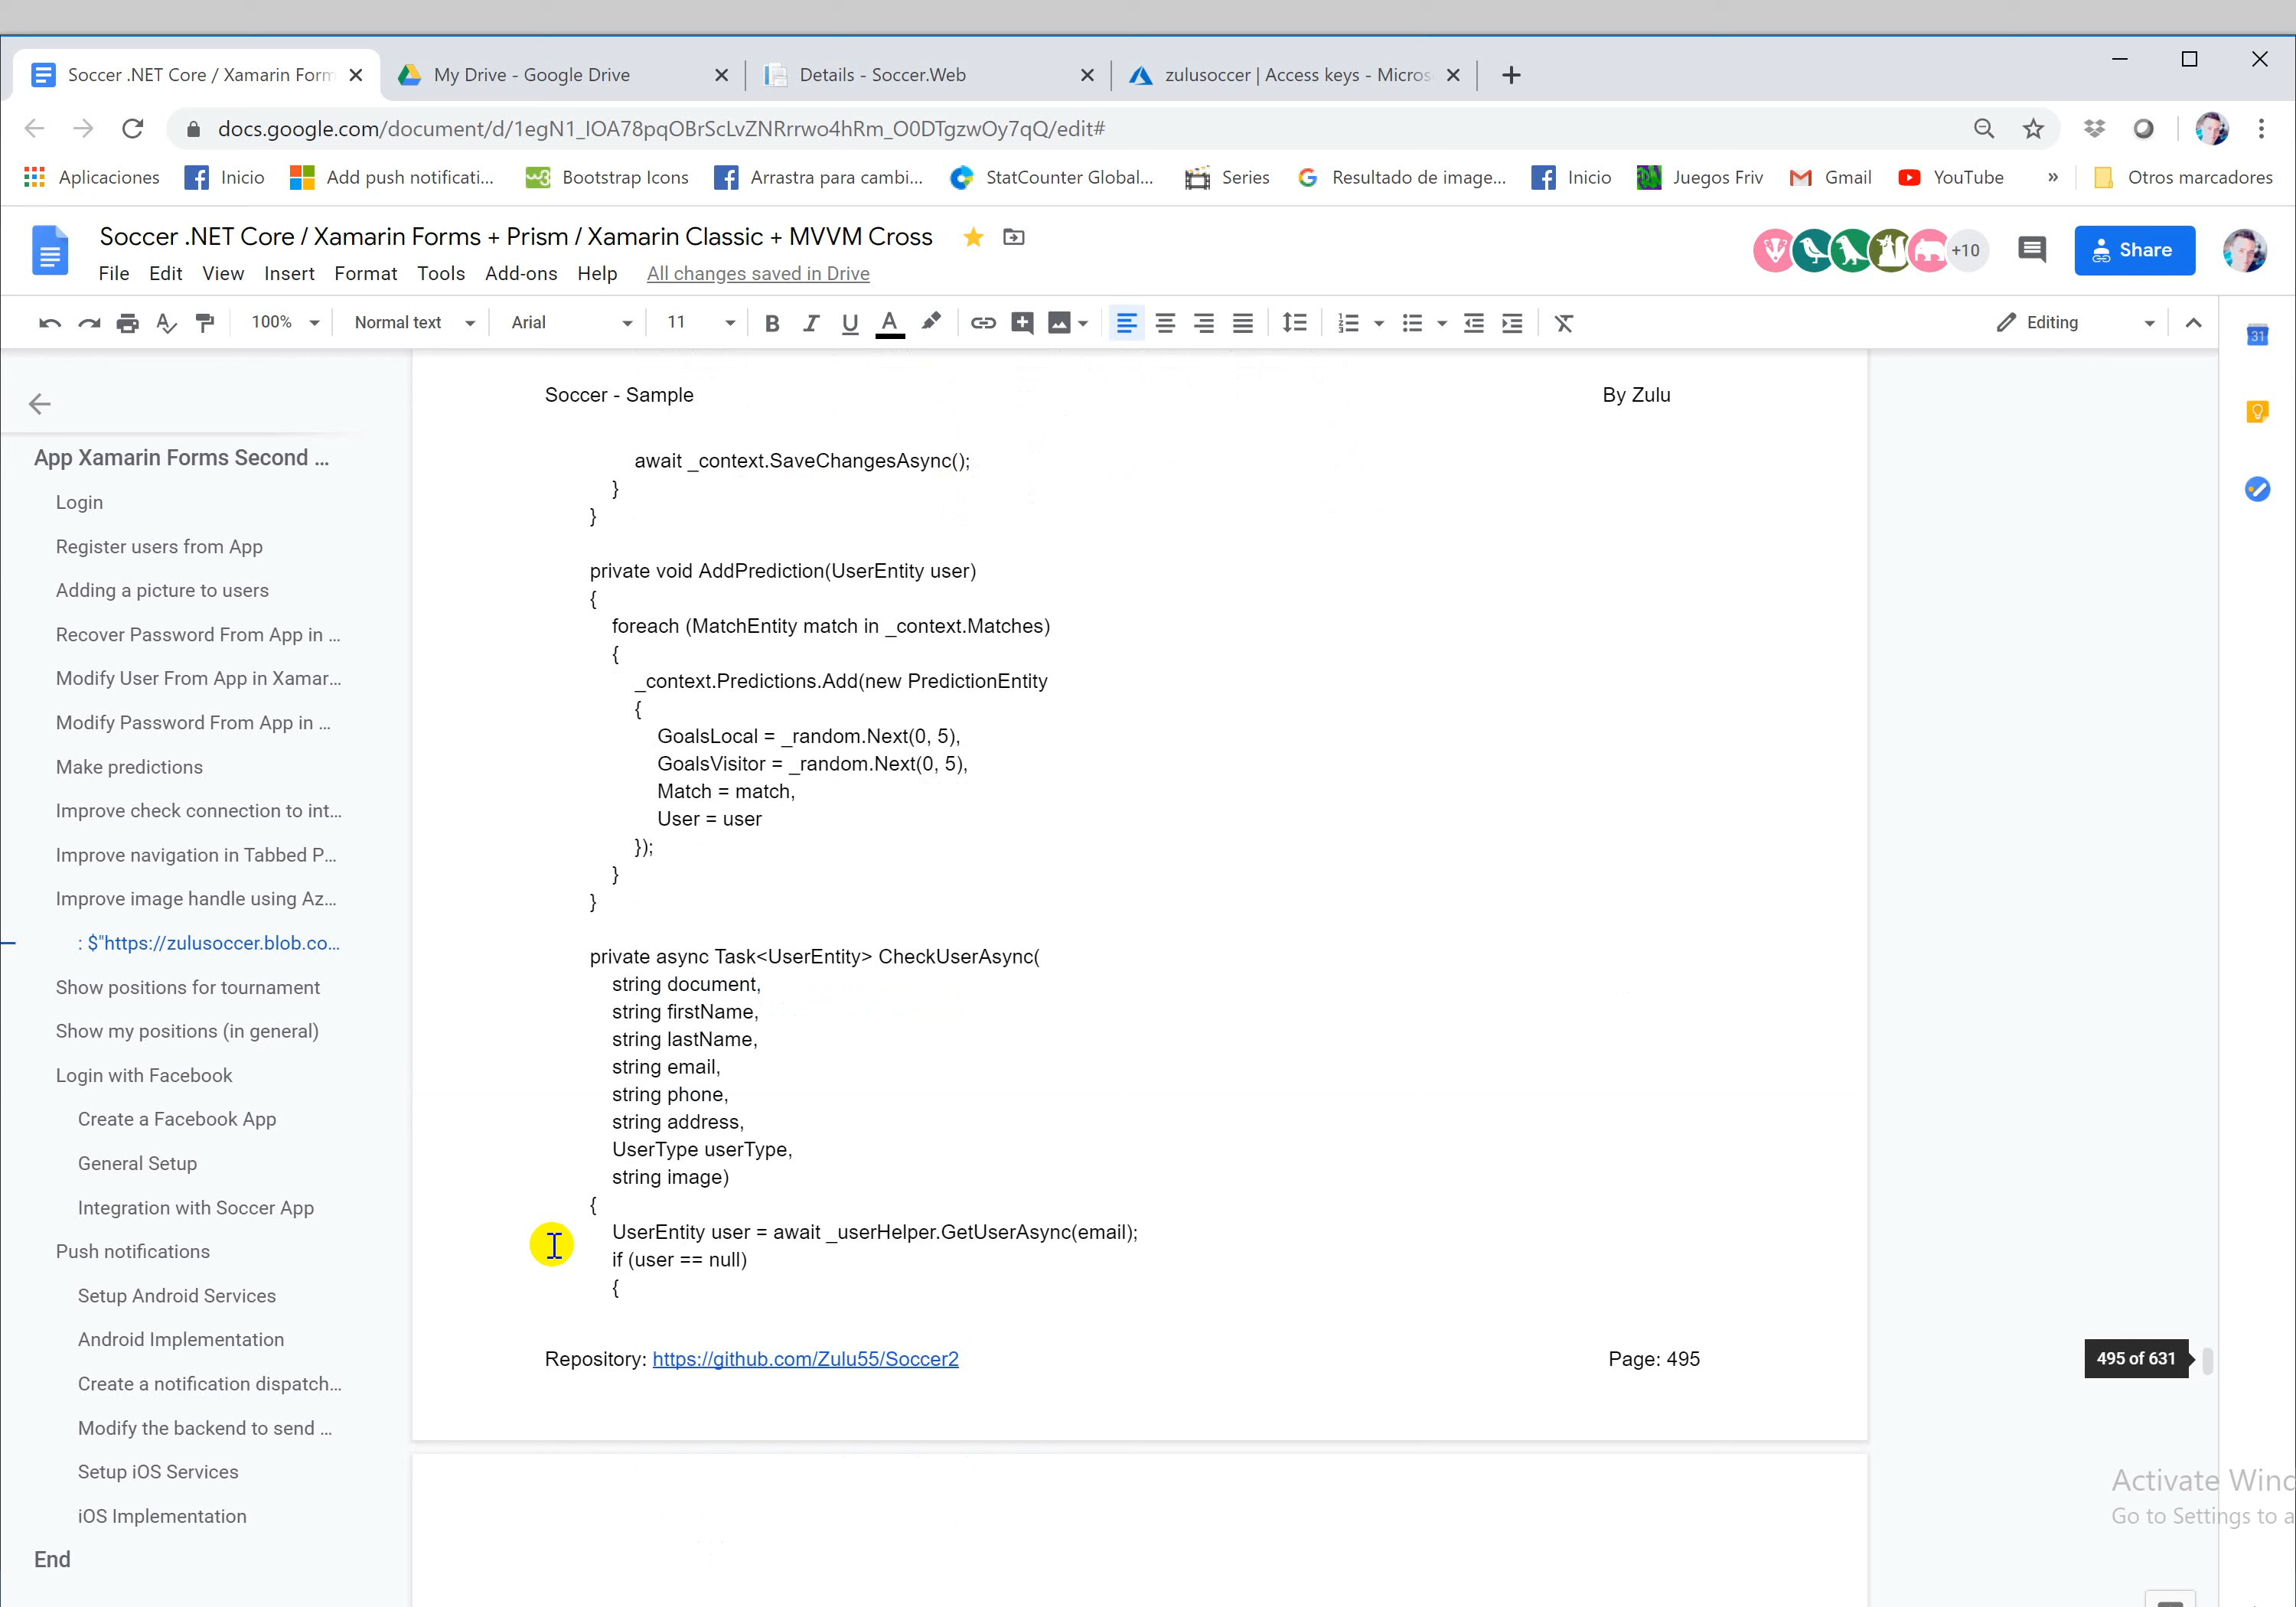 Soccer .NET Core / Xamarin Form
My Drive - Google Drive
Details - Soccer.Web
zulusoccer | Access keys - Micros
docs.google.com/document/d/1egN1_IOA78pqOBrScLvZNRrrwo4hRm_O0DTgzwOy7qQ/edit#
Aplicaciones
Inicio
Add push notificati...
Bootstrap Icons
Arrastra para cambi...
StatCounter Global...
Series
Resultado de image...
Inicio
Juegos Friv
Gmail
YouTube
»
Otros marcadores
Soccer .NET Core / Xamarin Forms + Prism / Xamarin Classic + MVVM Cross
+10
Share
File Edit View Insert Format Tools Add-ons Help All changes saved in Drive
100% Normal text Arial 11 B I U A Editing
31
App Xamarin Forms Second ...
Login
Register users from App
Adding a picture to users
Recover Password From App in ...
Modify User From App in Xamar...
Modify Password From App in ...
Make predictions
Improve check connection to int...
Improve navigation in Tabbed P...
Improve image handle using Az...
: $"https://zulusoccer.blob.co...
Show positions for tournament
Show my positions (in general)
Login with Facebook
Create a Facebook App
General Setup
Integration with Soccer App
Push notifications
Setup Android Services
Android Implementation
Create a notification dispatch...
Modify the backend to send ...
Setup iOS Services
iOS Implementation
End
Soccer - Sample By Zulu
await _context.SaveChangesAsync();
}
}
private void AddPrediction(UserEntity user)
{
foreach (MatchEntity match in _context.Matches)
{
_context.Predictions.Add(new PredictionEntity
{
GoalsLocal = _random.Next(0, 5),
GoalsVisitor = _random.Next(0, 5),
Match = match,
User = user
});
}
}
private async Task<UserEntity> CheckUserAsync(
string document,
string firstName,
string lastName,
string email,
string phone,
string address,
UserType userType,
string image)
{
UserEntity user = await _userHelper.GetUserAsync(email);
if (user == null)
{
Repository: https://github.com/Zulu55/Soccer2 Page: 495
495 of 631
Activate Wind
Go to Settings to a